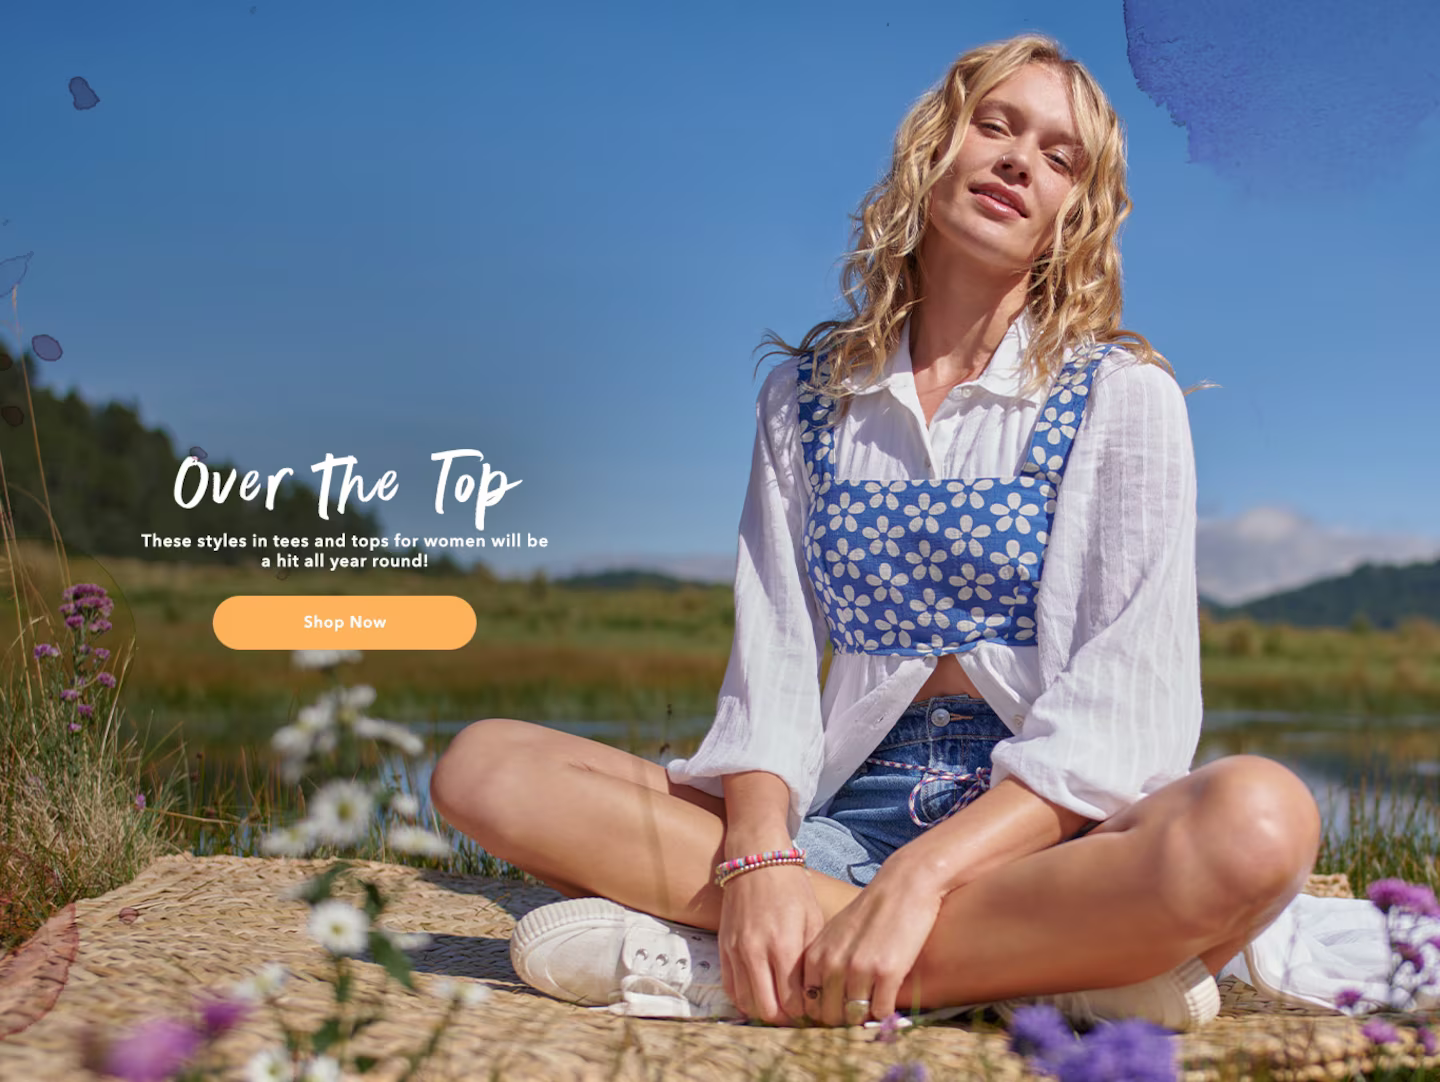 Over The Top
These styles in tees and tops for women will be
a hit all year round!
Shop Now